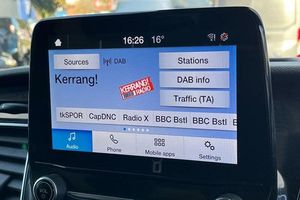 16:26 16°
Sources
DAB
Stations
Kerrang!
KERRANG!
RADIO
DAB info
Traffic (TA)
tkSPOR CapDNC Radio X BBC Bstl BBC Bstl
Audio
Phone
Mobile apps
Settings
VOL